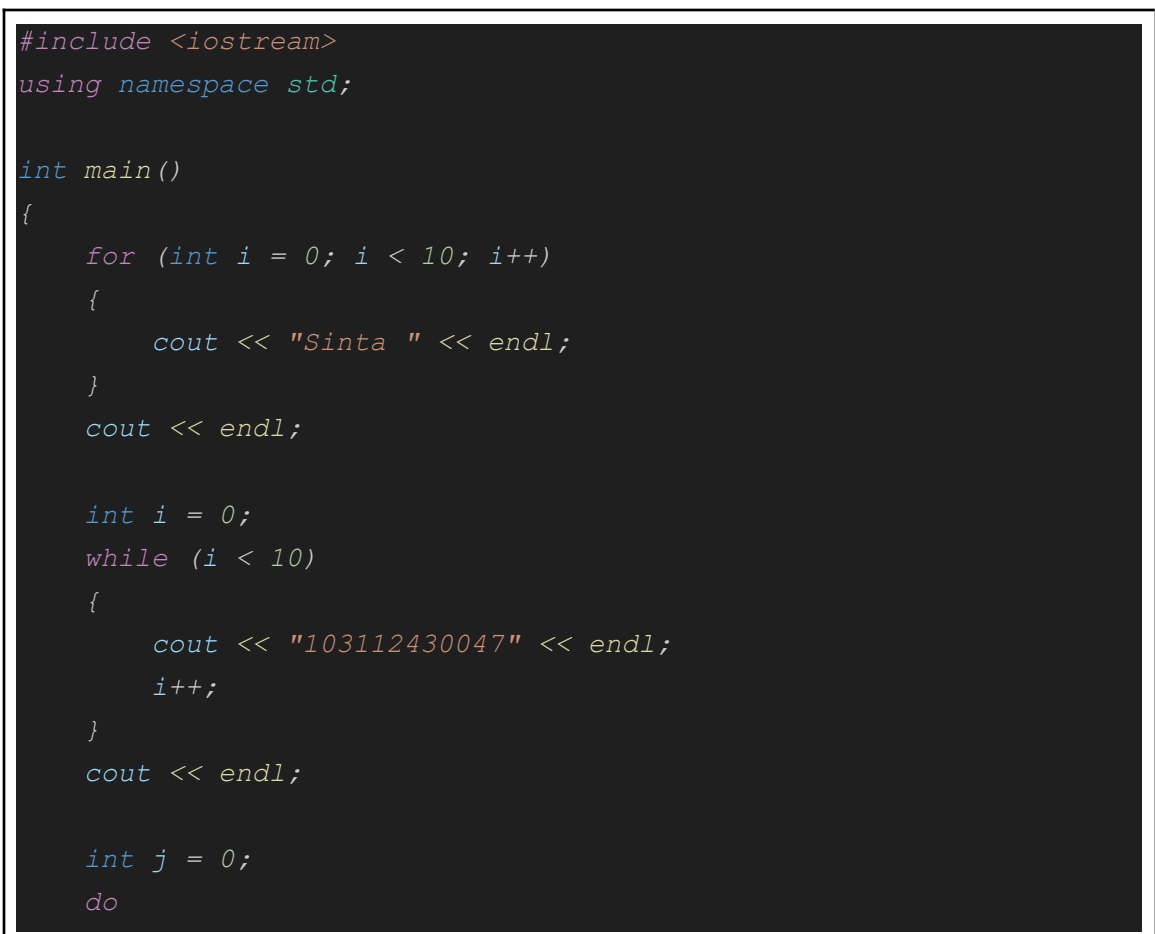 #include <iostream>
using namespace std;

int main()
{
    for (int i = 0; i < 10; i++)
    {
        cout << "Sinta " << endl;
    }
    cout << endl;

    int i = 0;
    while (i < 10)
    {
        cout << "103112430047" << endl;
        i++;
    }
    cout << endl;

    int j = 0;
    do